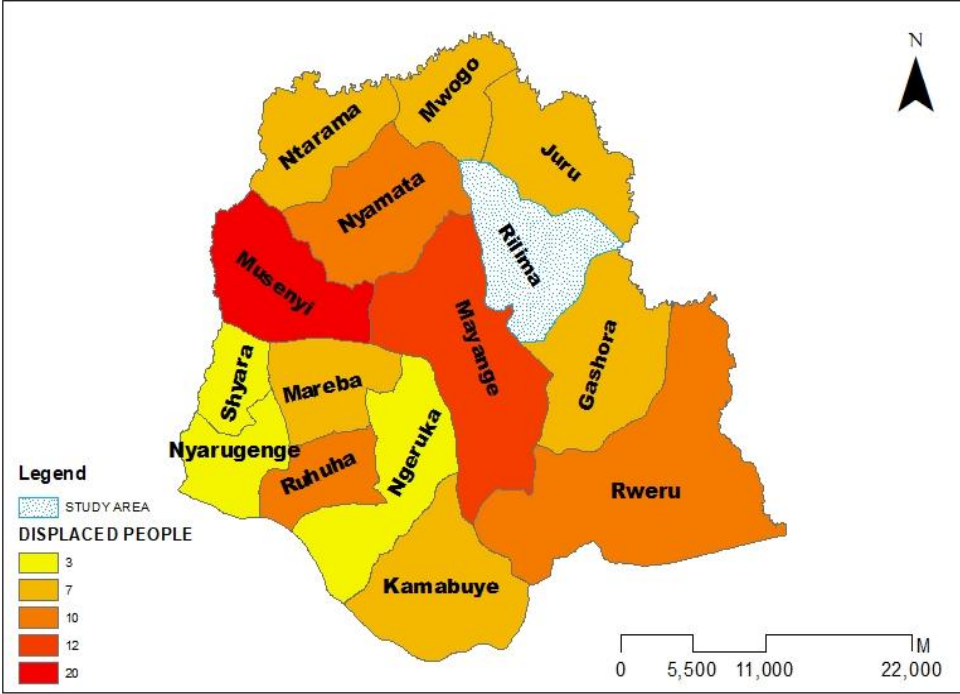 N
Mwogo
Ntarama
Juru
Nyamata
Rilima
Musenyi
Mayange
Gashora
Shyara
Mareba
Ngeruka
Nyarugenge
Ruhuha
Rweru
Kamabuye
Legend
STUDY AREA
DISPLACED PEOPLE
3
7
10
12
20
M
0 5,500 11,000 22,000